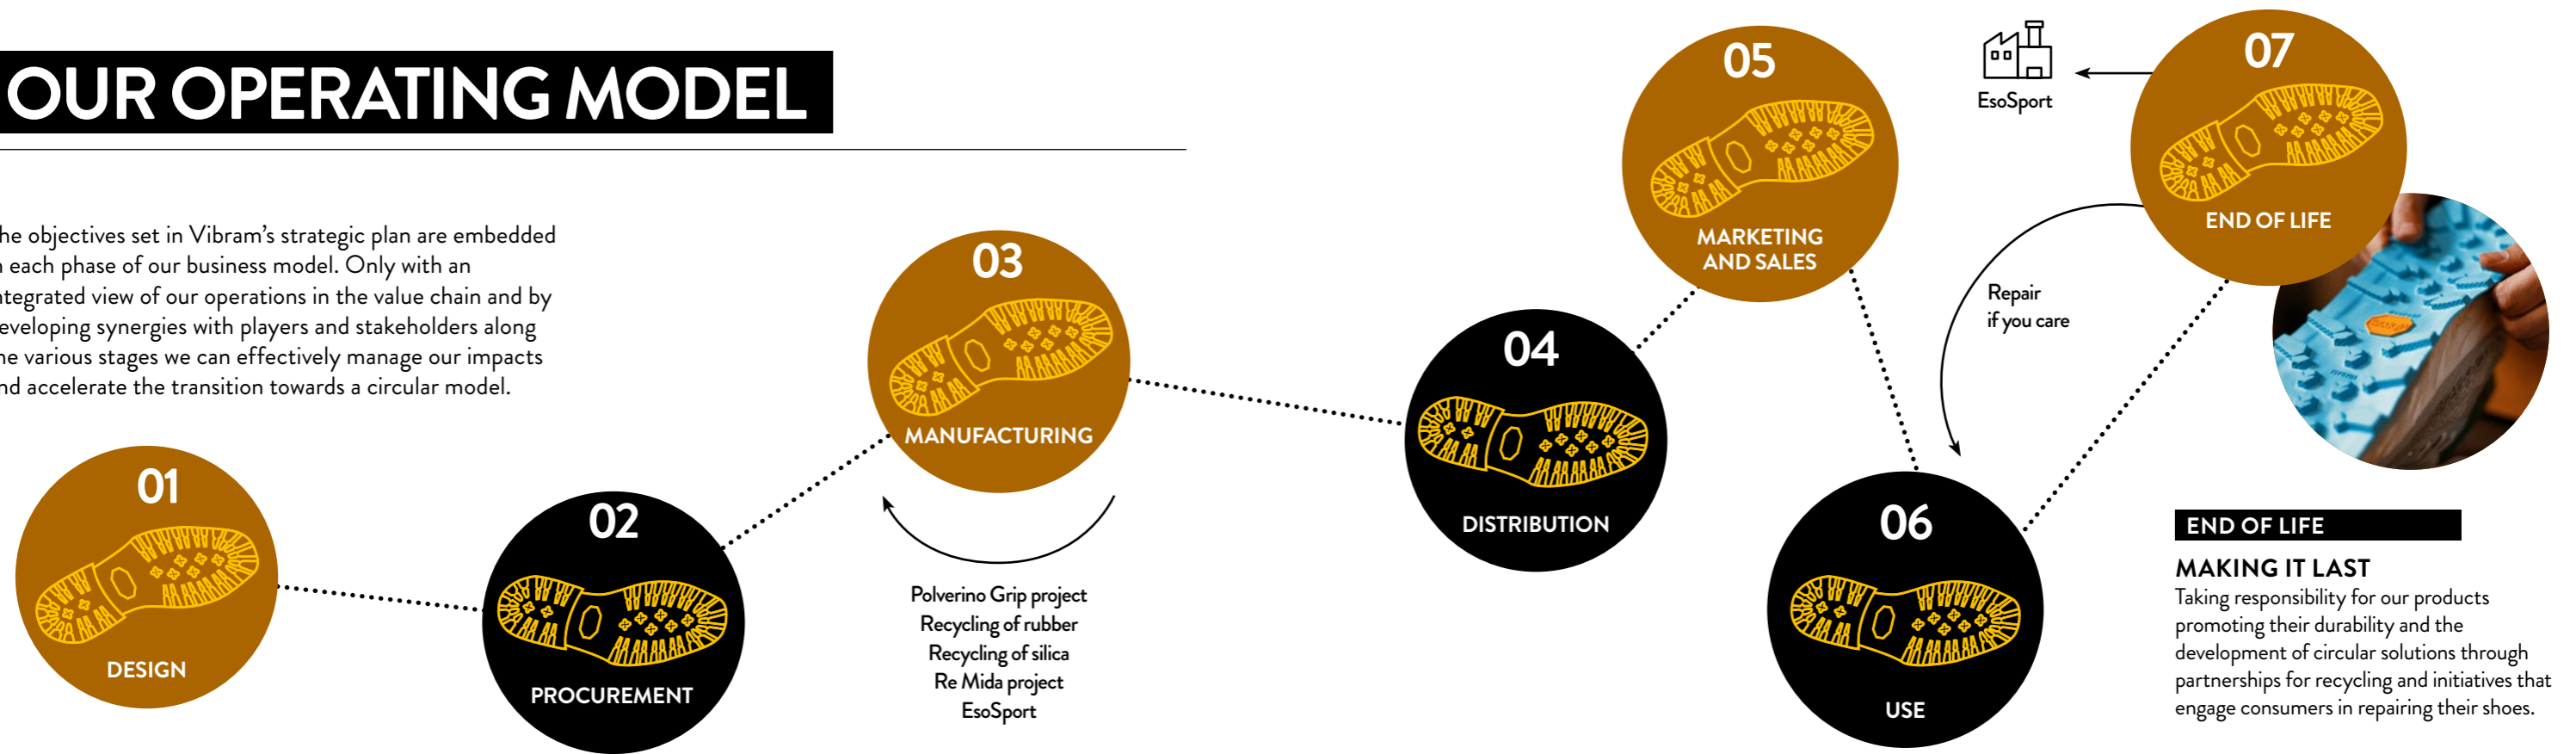 OUR OPERATING MODEL
he objectives set in Vibram's strategic plan are embedded
each phase of our business model. Only with an
ntegrated view of our operations in the value chain and by
eveloping synergies with players and stakeholders along
he various stages we can effectively manage our impacts
nd accelerate the transition towards a circular model.
01
DESIGN
02
PROCUREMENT
03
MANUFACTURING
Polverino Grip project
Recycling of rubber
Recycling of silica
Re Mida project
EsoSport
04
DISTRIBUTION
05
MARKETING
AND SALES
06
USE
Repair
if you care
EsoSport
07
END OF LIFE
END OF LIFE
MAKING IT LAST
Taking responsibility for our products
promoting their durability and the
development of circular solutions through
partnerships for recycling and initiatives that
engage consumers in repairing their shoes.